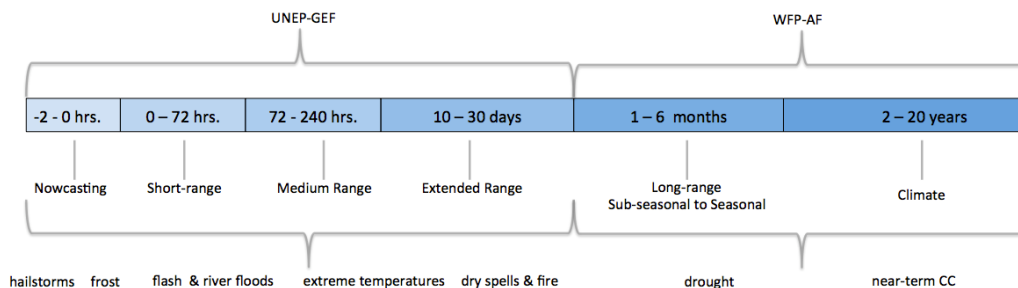 UNEP-GEF WFP-AF
-2 - 0 hrs. 0 – 72 hrs. 72 - 240 hrs. 10 – 30 days 1 – 6 months 2 – 20 years
Nowcasting Short-range Medium Range Extended Range Long-range
Sub-seasonal to Seasonal Climate
hailstorms frost flash & river floods extreme temperatures dry spells & fire drought near-term CC